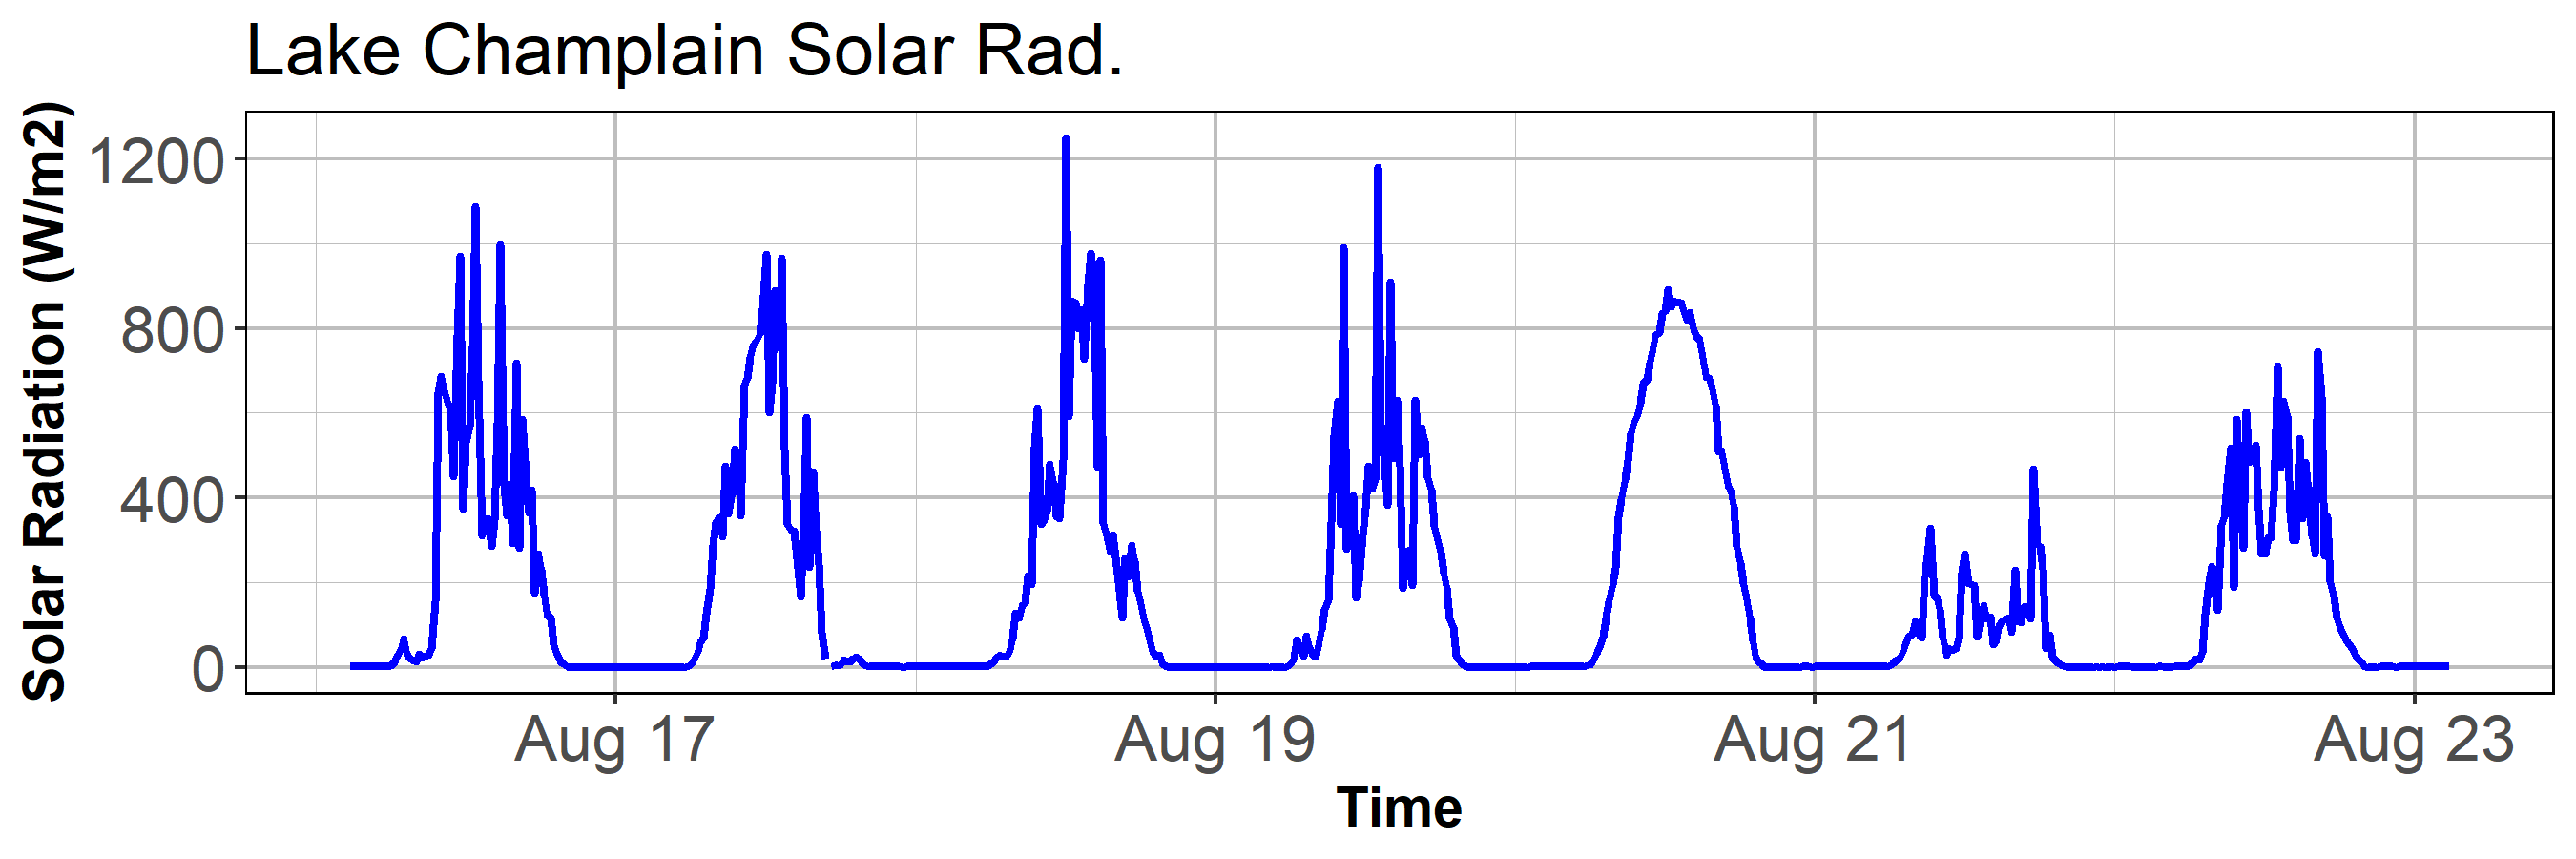 Lake Champlain Solar Rad.
Solar Radiation (W/m2)
1200
800
400
0
Aug 17 Aug 19 Aug 21 Aug 23
Time